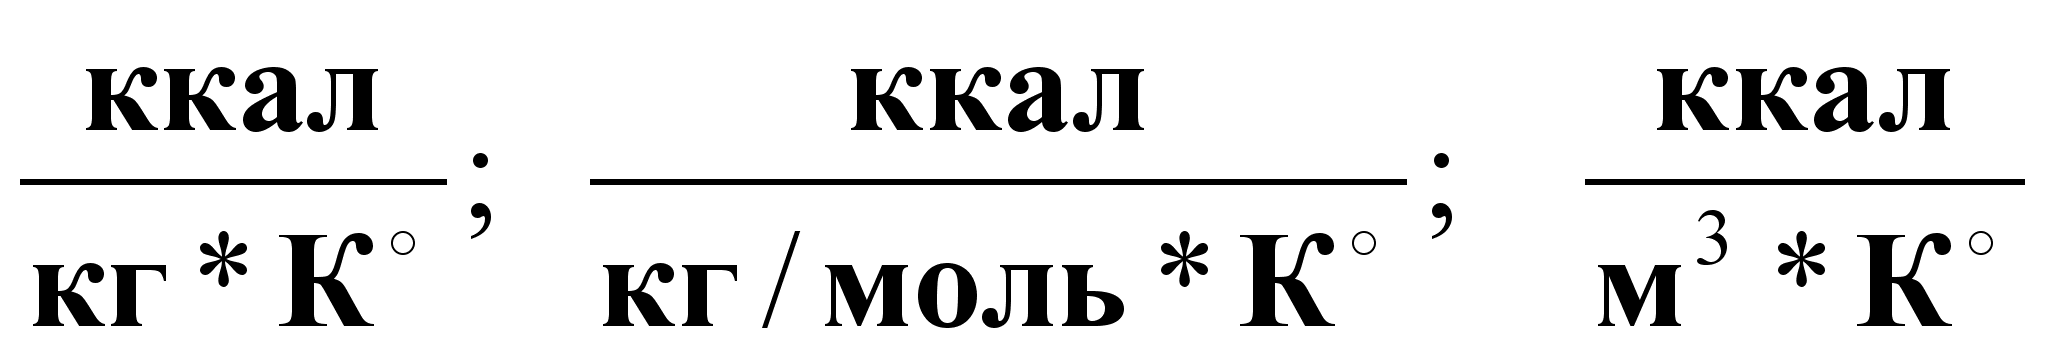 ккал ; ккал ; ккал
кг * К° кг / моль * К° м³ * К°